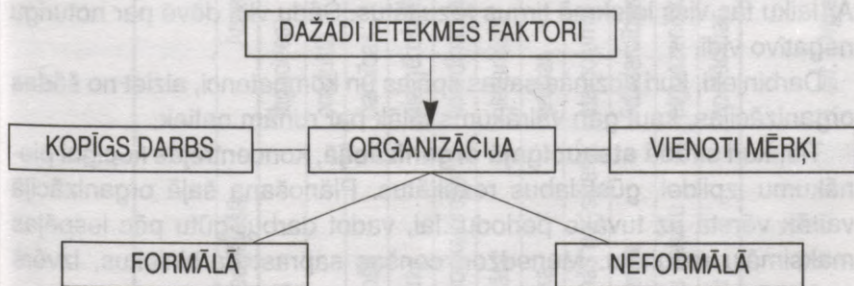 DAŽĀDI IETEKMES FAKTORI
KOPĪGS DARBS ORGANIZĀCIJA VIENOTI MĒRĶI
FORMĀLĀ NEFORMĀLĀ